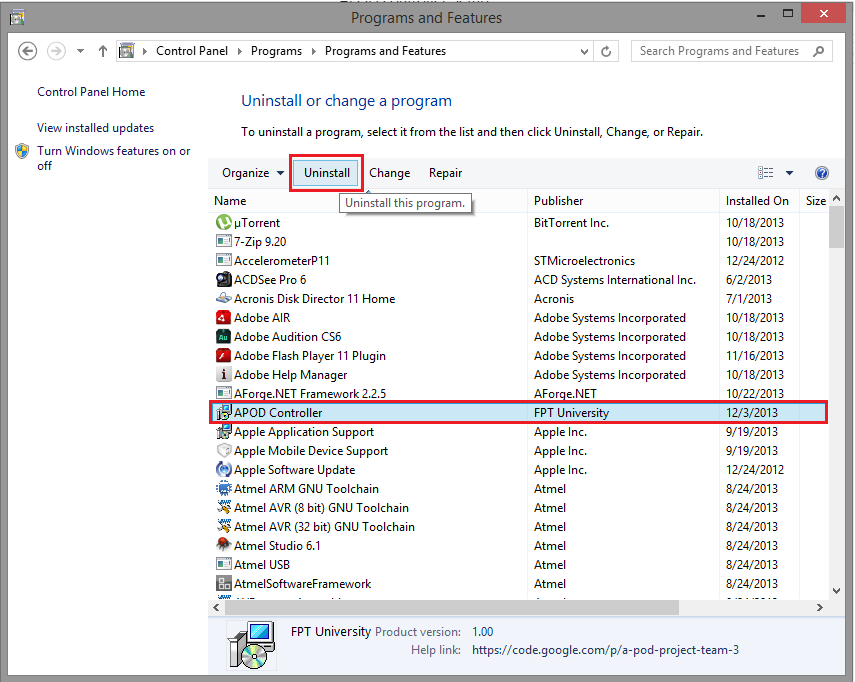 Programs and Features
Control Panel Programs Programs and Features
Search Programs and Features
Control Panel Home
View installed updates
Turn Windows features on or
off
Uninstall or change a program
To uninstall a program, select it from the list and then click Uninstall, Change, or Repair.
Organize Uninstall Change Repair
Uninstall this program.
Name Publisher Installed On Size
µTorrent BitTorrent Inc. 10/18/2013
7-Zip 9.20 10/18/2013
AccelerometerP11 STMicroelectronics 12/24/2012
ACDSee Pro 6 ACD Systems International Inc. 6/2/2013
Acronis Disk Director 11 Home Acronis 7/1/2013
Adobe AIR Adobe Systems Incorporated 10/18/2013
Adobe Audition CS6 Adobe Systems Incorporated 10/18/2013
Adobe Flash Player 11 Plugin Adobe Systems Incorporated 11/16/2013
Adobe Help Manager Adobe Systems Incorporated 10/18/2013
AForge.NET Framework 2.2.5 AForge.NET 10/22/2013
APOD Controller FPT University 12/3/2013
Apple Application Support Apple Inc. 9/19/2013
Apple Mobile Device Support Apple Inc. 9/19/2013
Apple Software Update Apple Inc. 12/24/2012
Atmel ARM GNU Toolchain Atmel 8/24/2013
Atmel AVR (8 bit) GNU Toolchain Atmel 8/24/2013
Atmel AVR (32 bit) GNU Toolchain Atmel 8/24/2013
Atmel Studio 6.1 Atmel 8/24/2013
Atmel USB Atmel 8/24/2013
AtmelSoftwareFramework Atmel 8/24/2013
FPT University Product version: 1.00
Help link: https://code.google.com/p/a-pod-project-team-3